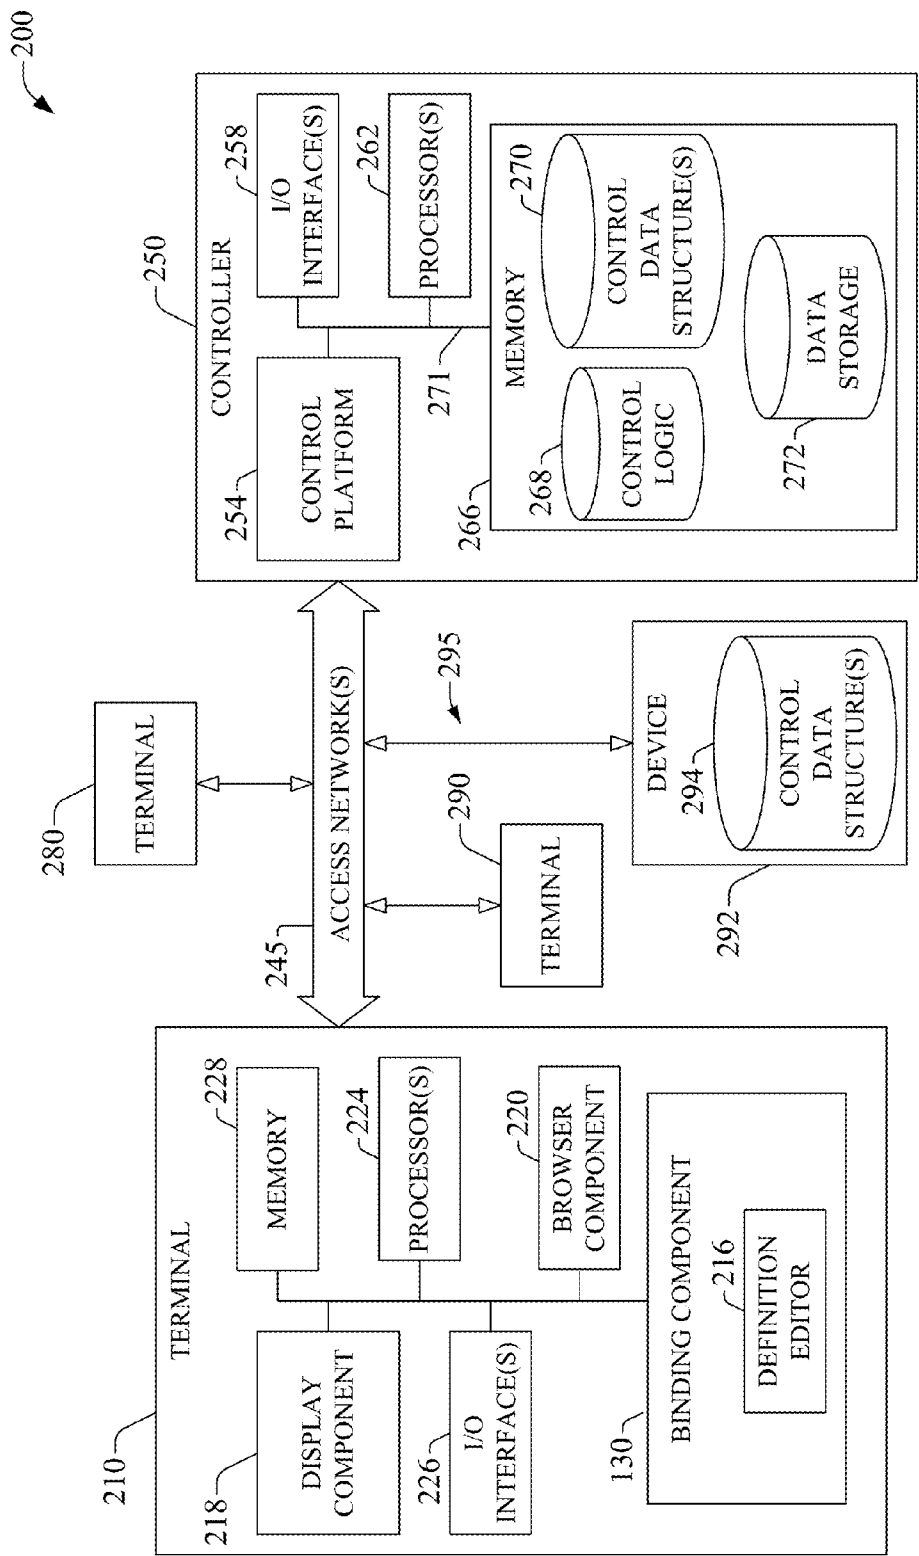 200
210
TERMINAL
218
DISPLAY
COMPONENT
228
MEMORY
224
PROCESSOR(S)
226
I/O
INTERFACE(S)
220
BROWSER
COMPONENT
130
BINDING COMPONENT
216
DEFINITION
EDITOR
245
ACCESS NETWORK(S)
280
TERMINAL
290
TERMINAL
295
292
DEVICE
294
CONTROL
DATA
STRUCTURE(S)
250
CONTROLLER
254
CONTROL
PLATFORM
258
I/O
INTERFACE(S)
262
PROCESSOR(S)
271
266
MEMORY
268
CONTROL
LOGIC
270
CONTROL
DATA
STRUCTURE(S)
272
DATA
STORAGE